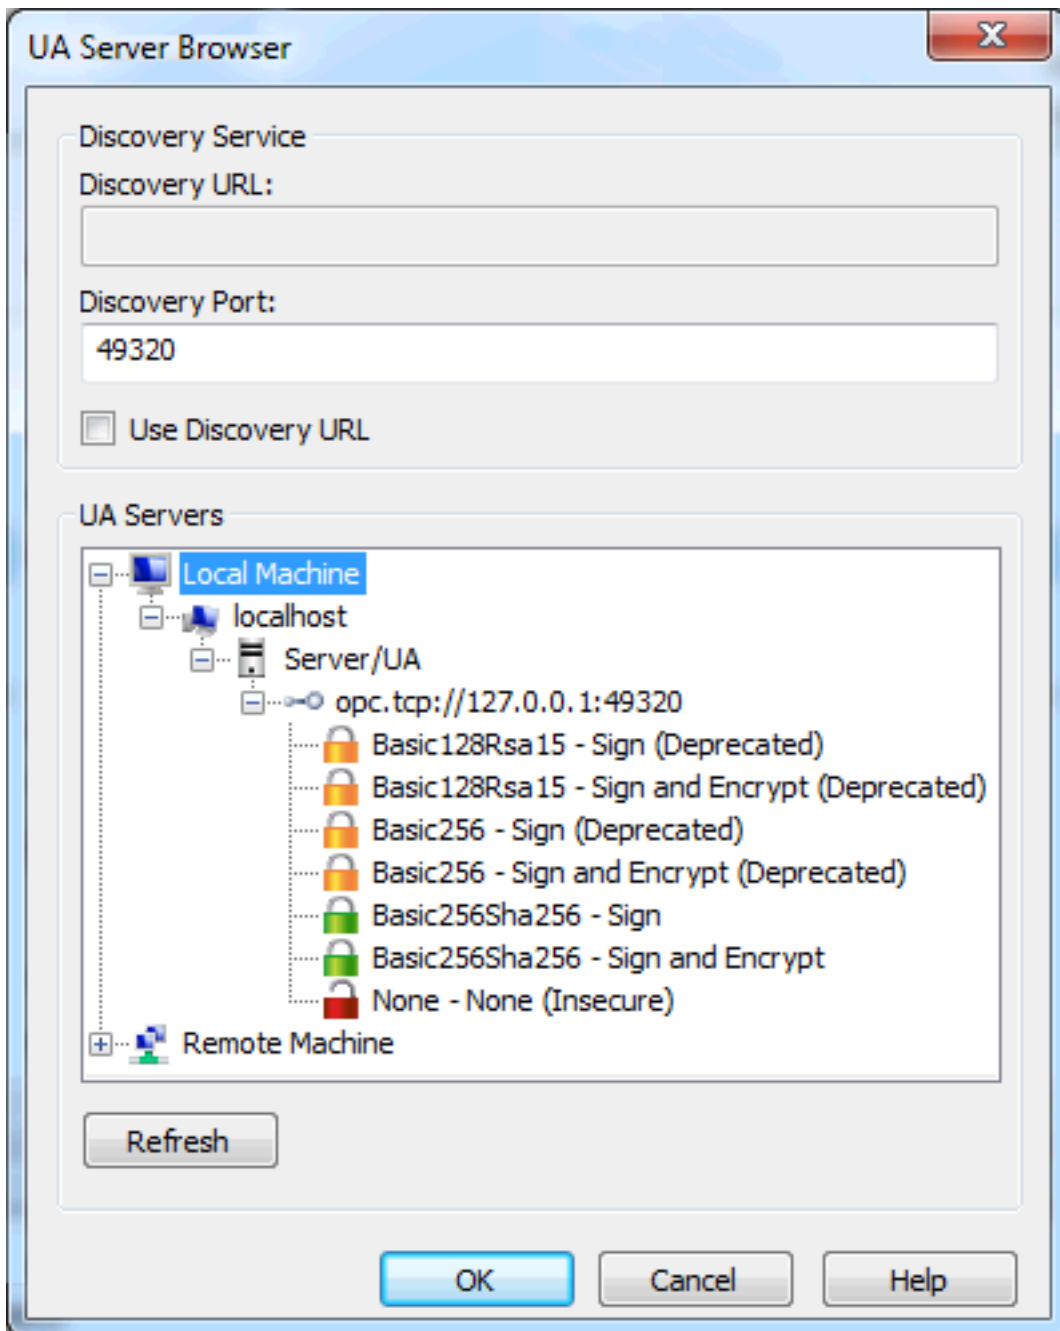 UA Server Browser
Discovery Service
Discovery URL:
Discovery Port:
49320
Use Discovery URL
UA Servers
Local Machine
localhost
Server/UA
opc.tcp://127.0.0.1:49320
Basic128Rsa15 - Sign (Deprecated)
Basic128Rsa15 - Sign and Encrypt (Deprecated)
Basic256 - Sign (Deprecated)
Basic256 - Sign and Encrypt (Deprecated)
Basic256Sha256 - Sign
Basic256Sha256 - Sign and Encrypt
None - None (Insecure)
Remote Machine
Refresh
OK Cancel Help